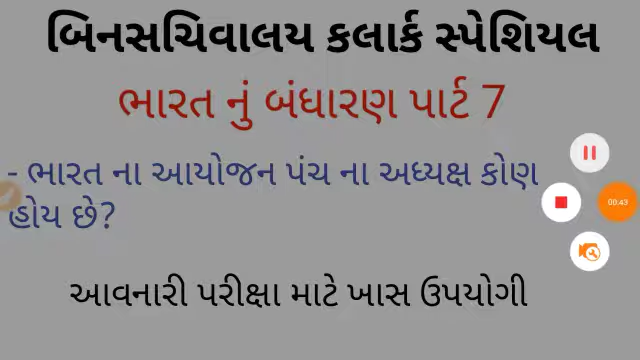 બિનસચિવાલય કલાર્ક સ્પેશિયલ
ભારત નું બંધારણ પાર્ટ 7
- ભારત ના આયોજન પંચ ના અધ્યક્ષ કોણ
હોય છે?
00:43
આવનારી પરીક્ષા માટે ખાસ ઉપયોગી